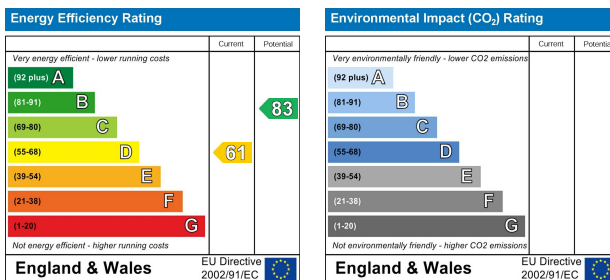 Energy Efficiency Rating
Current Potential
Very energy efficient - lower running costs
(92 plus) A
(81-91) B
83
(69-80) C
(55-68) D
61
(39-54) E
(21-38) F
(1-20) G
Not energy efficient - higher running costs
England & Wales
EU Directive
2002/91/EC
Environmental Impact (CO₂) Rating
Current Potential
Very environmentally friendly - lower CO2 emissions
(92 plus) A
(81-91) B
(69-80) C
(55-68) D
(39-54) E
(21-38) F
(1-20) G
Not environmentally friendly - higher CO2 emissions
England & Wales
EU Directive
2002/91/EC